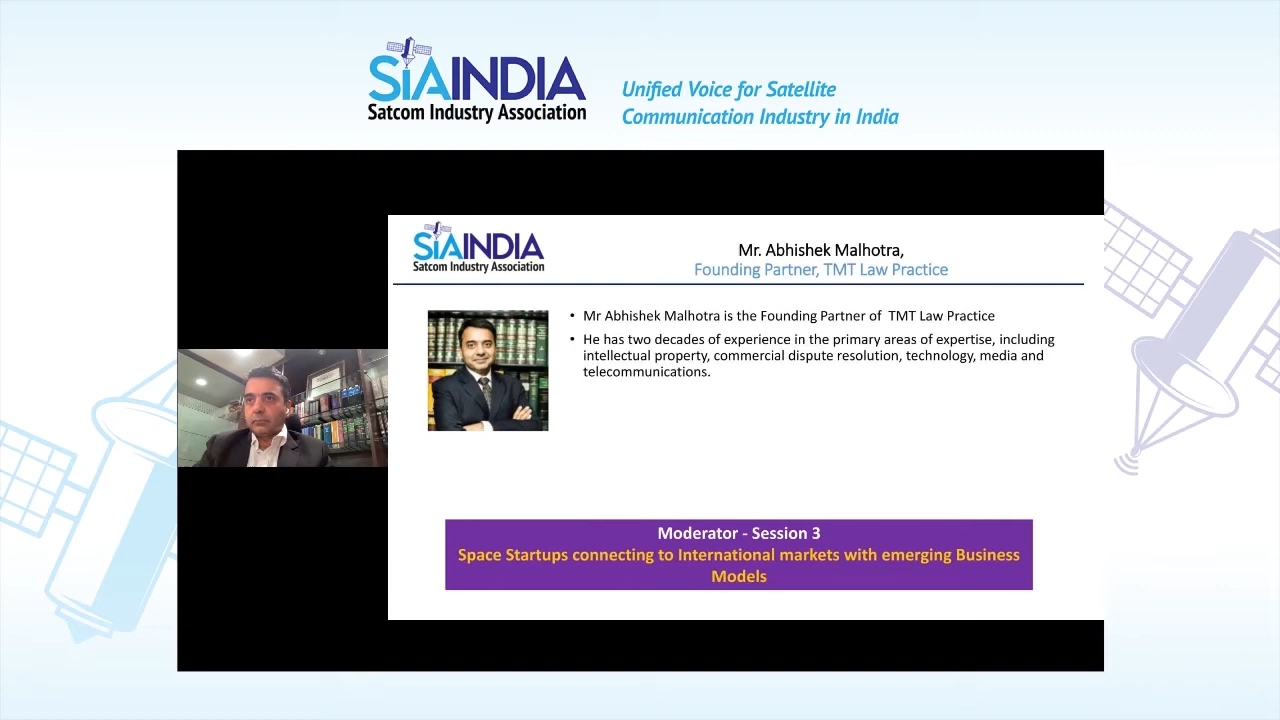 SiAINDIA
Satcom Industry Association
Unified Voice for Satellite
Communication Industry in India
SiAINDIA
Satcom Industry Association
Mr. Abhishek Malhotra,
Founding Partner, TMT Law Practice
• Mr Abhishek Malhotra is the Founding Partner of TMT Law Practice
• He has two decades of experience in the primary areas of expertise, including
intellectual property, commercial dispute resolution, technology, media and
telecommunications.
Moderator - Session 3
Space Startups connecting to International markets with emerging Business
Models